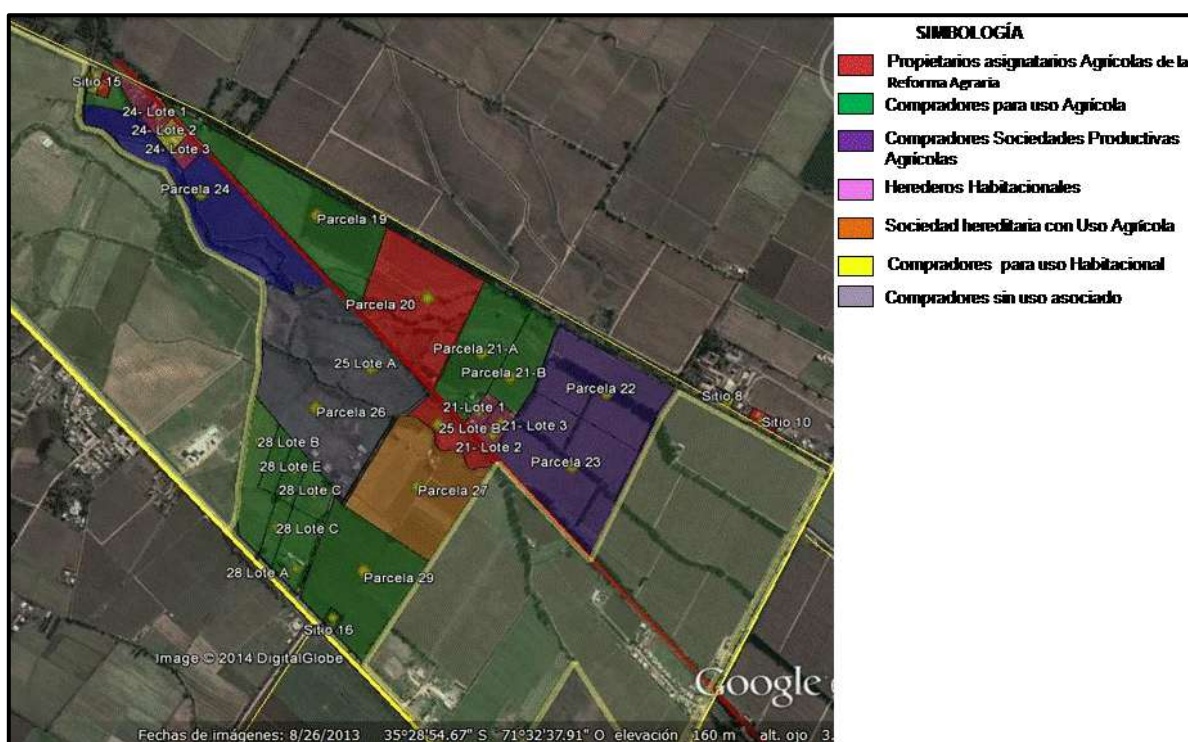 SIMBOLOGÍA
Propietarios asignatarios Agrícolas de la
Reforma Agraria
Compradores para uso Agrícola
Compradores Sociedades Productivas
Agrícolas
Herederos Habitacionales
Sociedad hereditaria con Uso Agrícola
Compradores para uso Habitacional
Compradores sin uso asociado
Sitio 15
24- Lote 1
24- Lote 2
24- Lote 3
Parcela 24
Parcela 19
Parcela 20
Parcela 21-A
25 Lote A
Parcela 21-B
Parcela 22
Sitio 8
Parcela 26
21-Lote 1
Sitio 10
25 Lote B
21- Lote 3
28 Lote B
21- Lote 2
Parcela 23
28 Lote E
28 Lote C
Parcela 27
28 Lote C
28 Lote A
Parcela 29
Sitio 16
Image © 2014 DigitalGlobe
Google
Fechas de imágenes: 8/26/2013 35°28'54.67" S 71°32'37.91" O elevación 160 m alt. ojo 3.